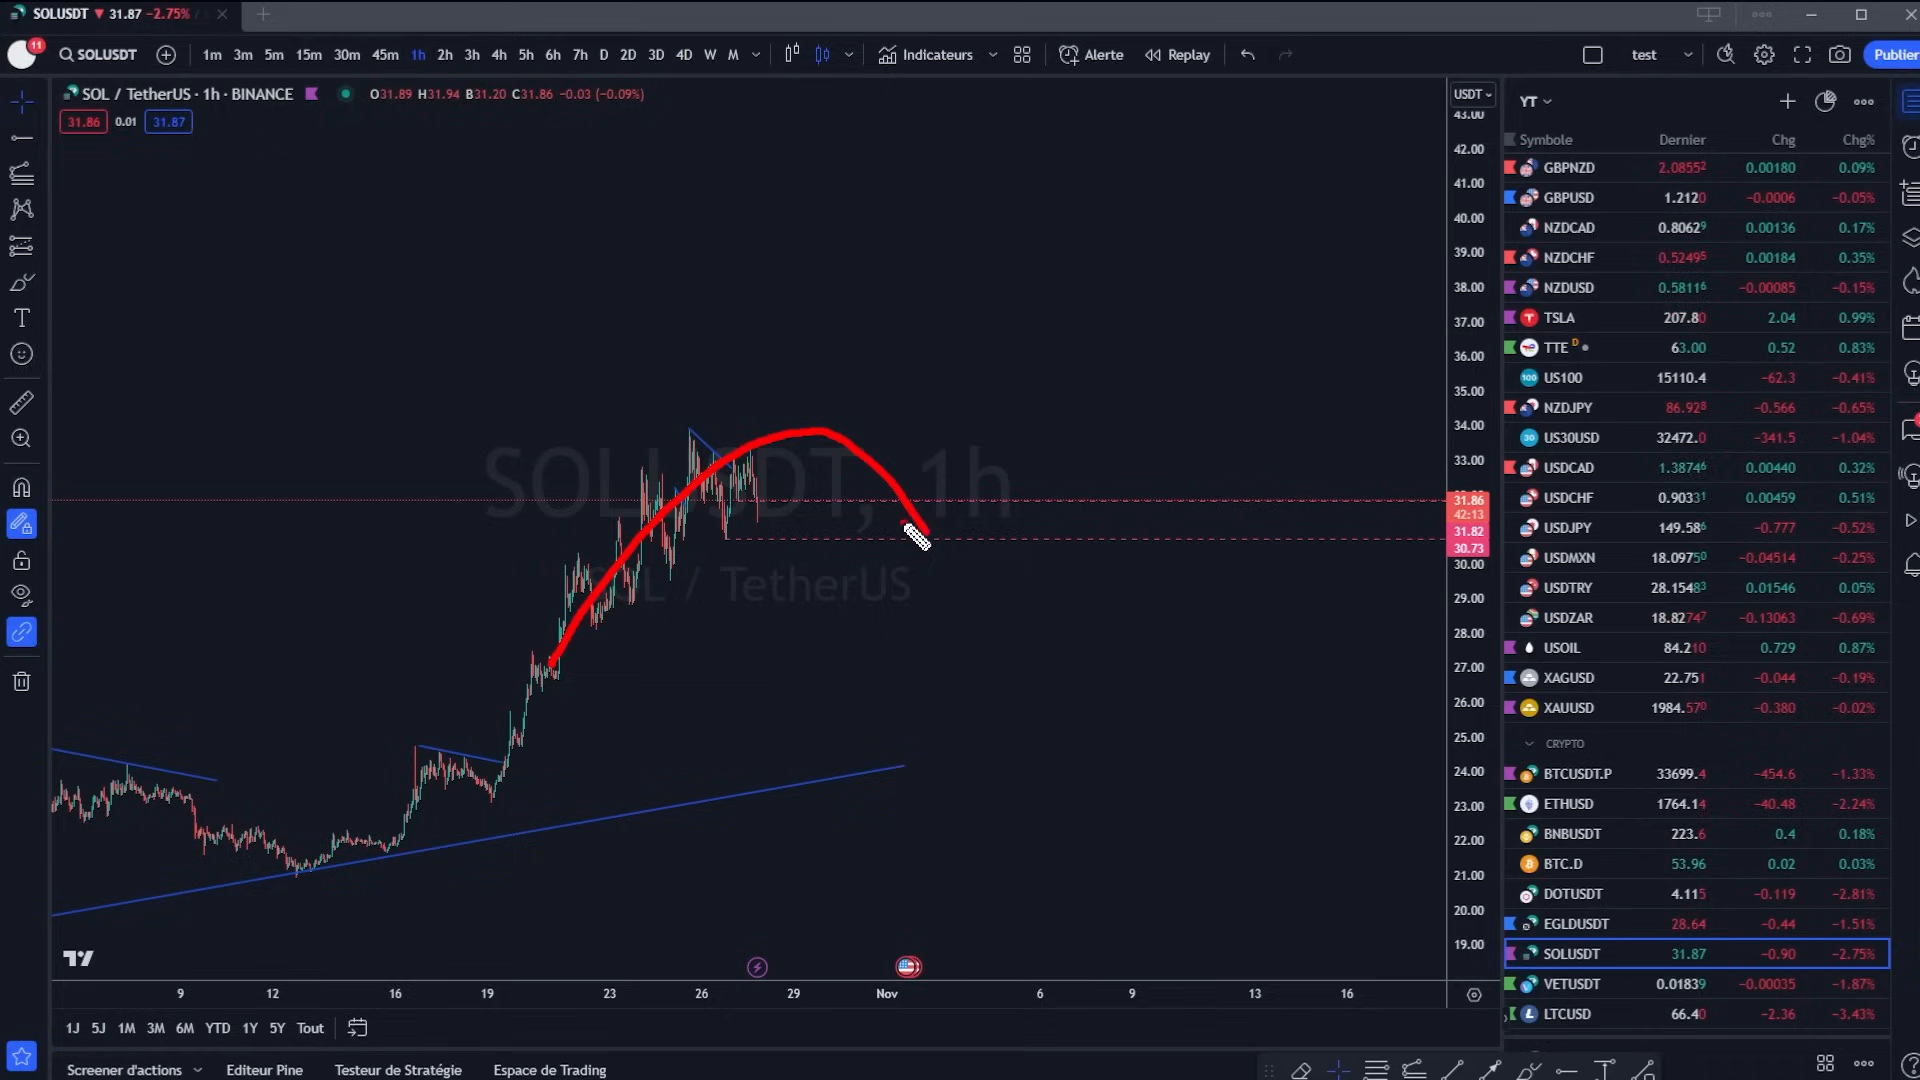 SOLUSDT ▼ 31.87 −2.75% /
11
SOLUSDT 1m 3m 5m 15m 30m 45m 1h 2h 3h 4h 5h 6h 7h D 2D 3D 4D W M Indicateurs Alerte Replay test Publier
SOL / TetherUS · 1h · BINANCE O31.89 H31.94 B31.20 C31.86 −0.03 (−0.09%)
31.86 0.01 31.87
SOLUSDT, 1h
SOL / TetherUS
USDT
43.00
42.00
41.00
40.00
39.00
38.00
37.00
36.00
35.00
34.00
33.00
31.86
42:13
31.82
30.73
30.00
29.00
28.00
27.00
26.00
25.00
24.00
23.00
22.00
21.00
20.00
19.00
9 12 16 19 23 26 29 Nov 6 9 13 16
1J 5J 1M 3M 6M YTD 1Y 5Y Tout
Screener d'actions Editeur Pine Testeur de Stratégie Espace de Trading
YT
Symbole Dernier Chg Chg%
GBPNZD 2.0855² 0.00180 0.09%
GBPUSD 1.2120 −0.0006 −0.05%
NZDCAD 0.8062⁹ 0.00136 0.17%
NZDCHF 0.5249⁵ 0.00184 0.35%
NZDUSD 0.5811⁶ −0.00085 −0.15%
TSLA 207.80 2.04 0.99%
TTE D 63.00 0.52 0.83%
100 US100 15110.4 −62.3 −0.41%
NZDJPY 86.92⁸ −0.566 −0.65%
30 US30USD 32472.0 −341.5 −1.04%
USDCAD 1.3874⁶ 0.00440 0.32%
USDCHF 0.9033¹ 0.00459 0.51%
USDJPY 149.58⁶ −0.777 −0.52%
USDMXN 18.0975⁰ −0.04514 −0.25%
USDTRY 28.1548³ 0.01546 0.05%
USDZAR 18.8274⁷ −0.13063 −0.69%
USOIL 84.210 0.729 0.87%
XAGUSD 22.751 −0.044 −0.19%
XAUUSD 1984.57⁰ −0.380 −0.02%
CRYPTO
BTCUSDT.P 33699.4 −454.6 −1.33%
ETHUSD 1764.14 −40.48 −2.24%
BNBUSDT 223.6 0.4 0.18%
BTC.D 53.96 0.02 0.03%
DOTUSDT 4.115 −0.119 −2.81%
EGLDUSDT 28.64 −0.44 −1.51%
SOLUSDT 31.87 −0.90 −2.75%
VETUSDT 0.01839 −0.00035 −1.87%
LTCUSD 66.40 −2.36 −3.43%